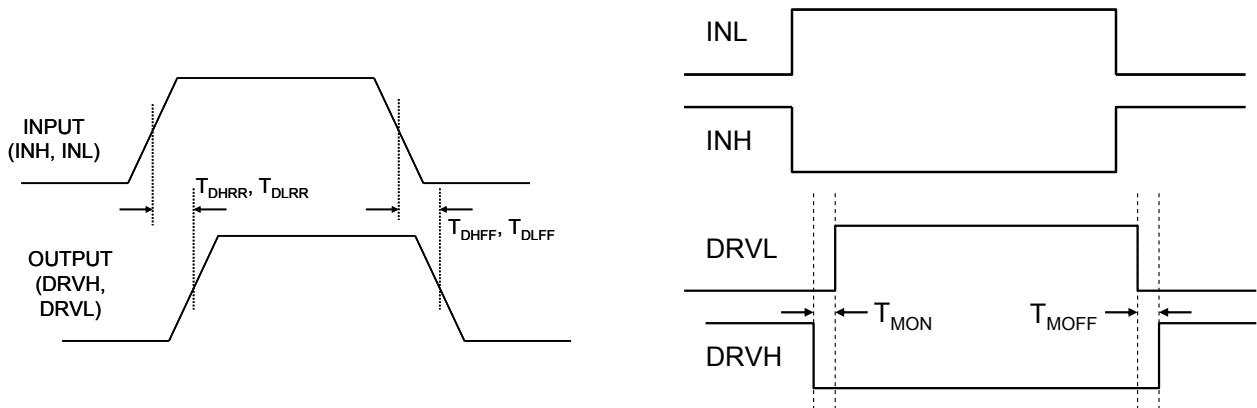 INPUT
(INH, INL)
T_DHRR, T_DLRR
T_DHFF, T_DLFF
OUTPUT
(DRVH,
DRVL)
INL
INH
DRVL
T_MON
T_MOFF
DRVH